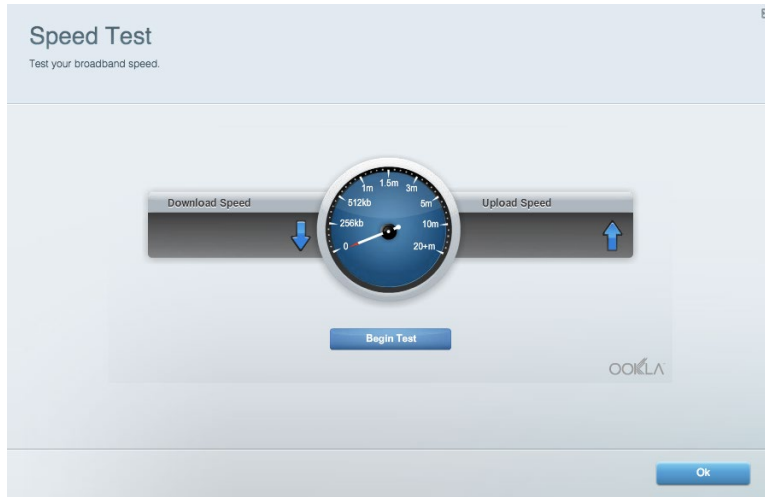 Speed Test
Test your broadband speed.
Download Speed
Upload Speed
0
256kb
512kb
1m
1.5m
3m
5m
10m
20+m
Begin Test
OOKLA
Ok